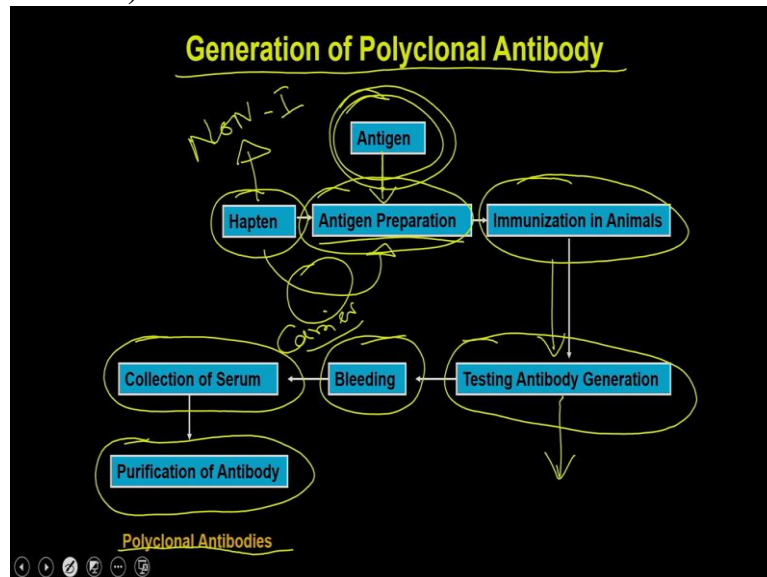 Generation of Polyclonal Antibody
NON-I
Antigen
Hapten
Antigen Preparation
Immunization in Animals
Carrier
Collection of Serum
Bleeding
Testing Antibody Generation
Purification of Antibody
Polyclonal Antibodies